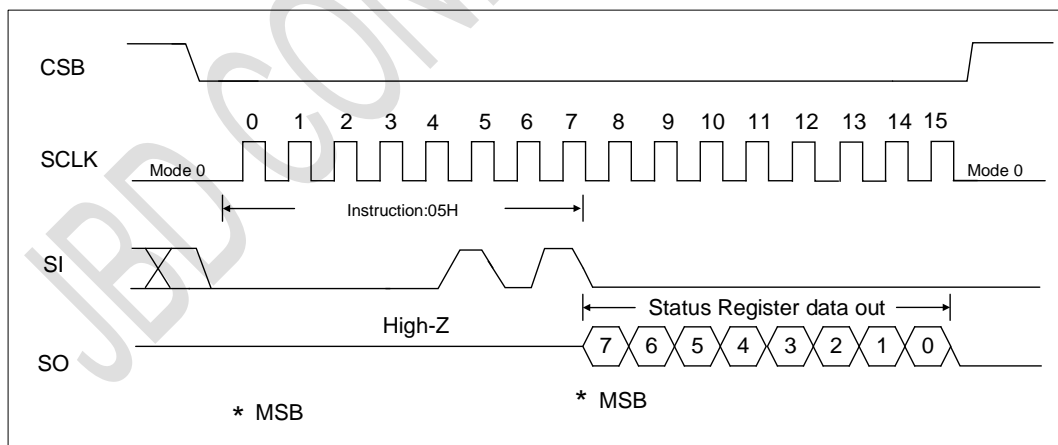 CSB
0 1 2 3 4 5 6 7 8 9 10 11 12 13 14 15
SCLK
Mode 0
Mode 0
Instruction:05H
SI
Status Register data out
High-Z
SO
7 6 5 4 3 2 1 0
* MSB
* MSB
JBD CON